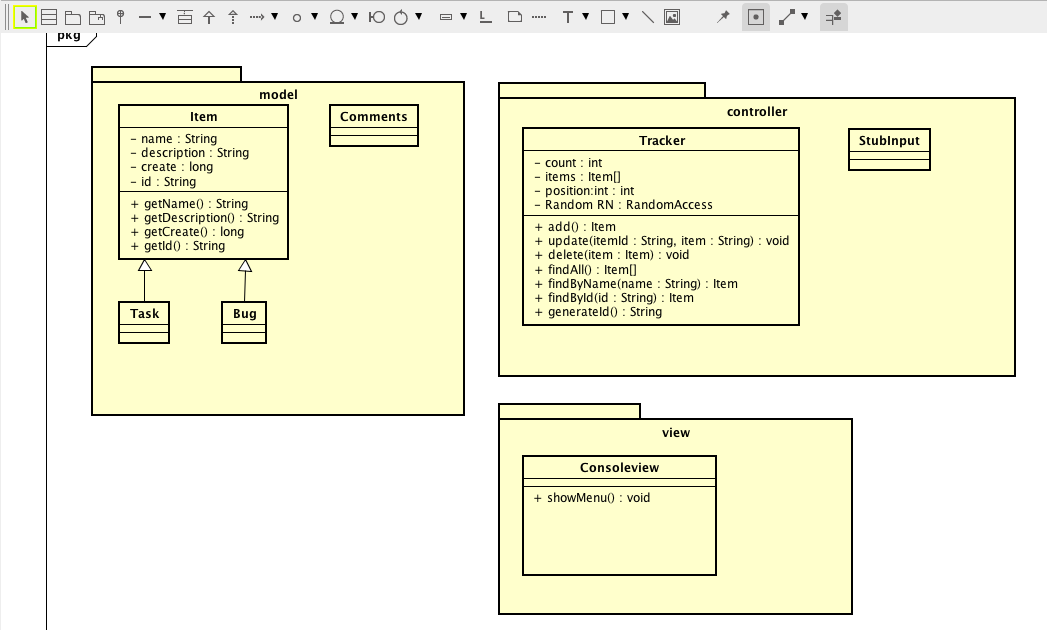 pkg
model
Item
- name : String
- description : String
- create : long
- id : String
+ getName() : String
+ getDescription() : String
+ getCreate() : long
+ getId() : String
Comments
Task
Bug
controller
Tracker
- count : int
- items : Item[]
- position:int : int
- Random RN : RandomAccess
+ add() : Item
+ update(itemId : String, item : String) : void
+ delete(item : Item) : void
+ findAll() : Item[]
+ findByName(name : String) : Item
+ findById(id : String) : Item
+ generateId() : String
StubInput
view
Consoleview
+ showMenu() : void